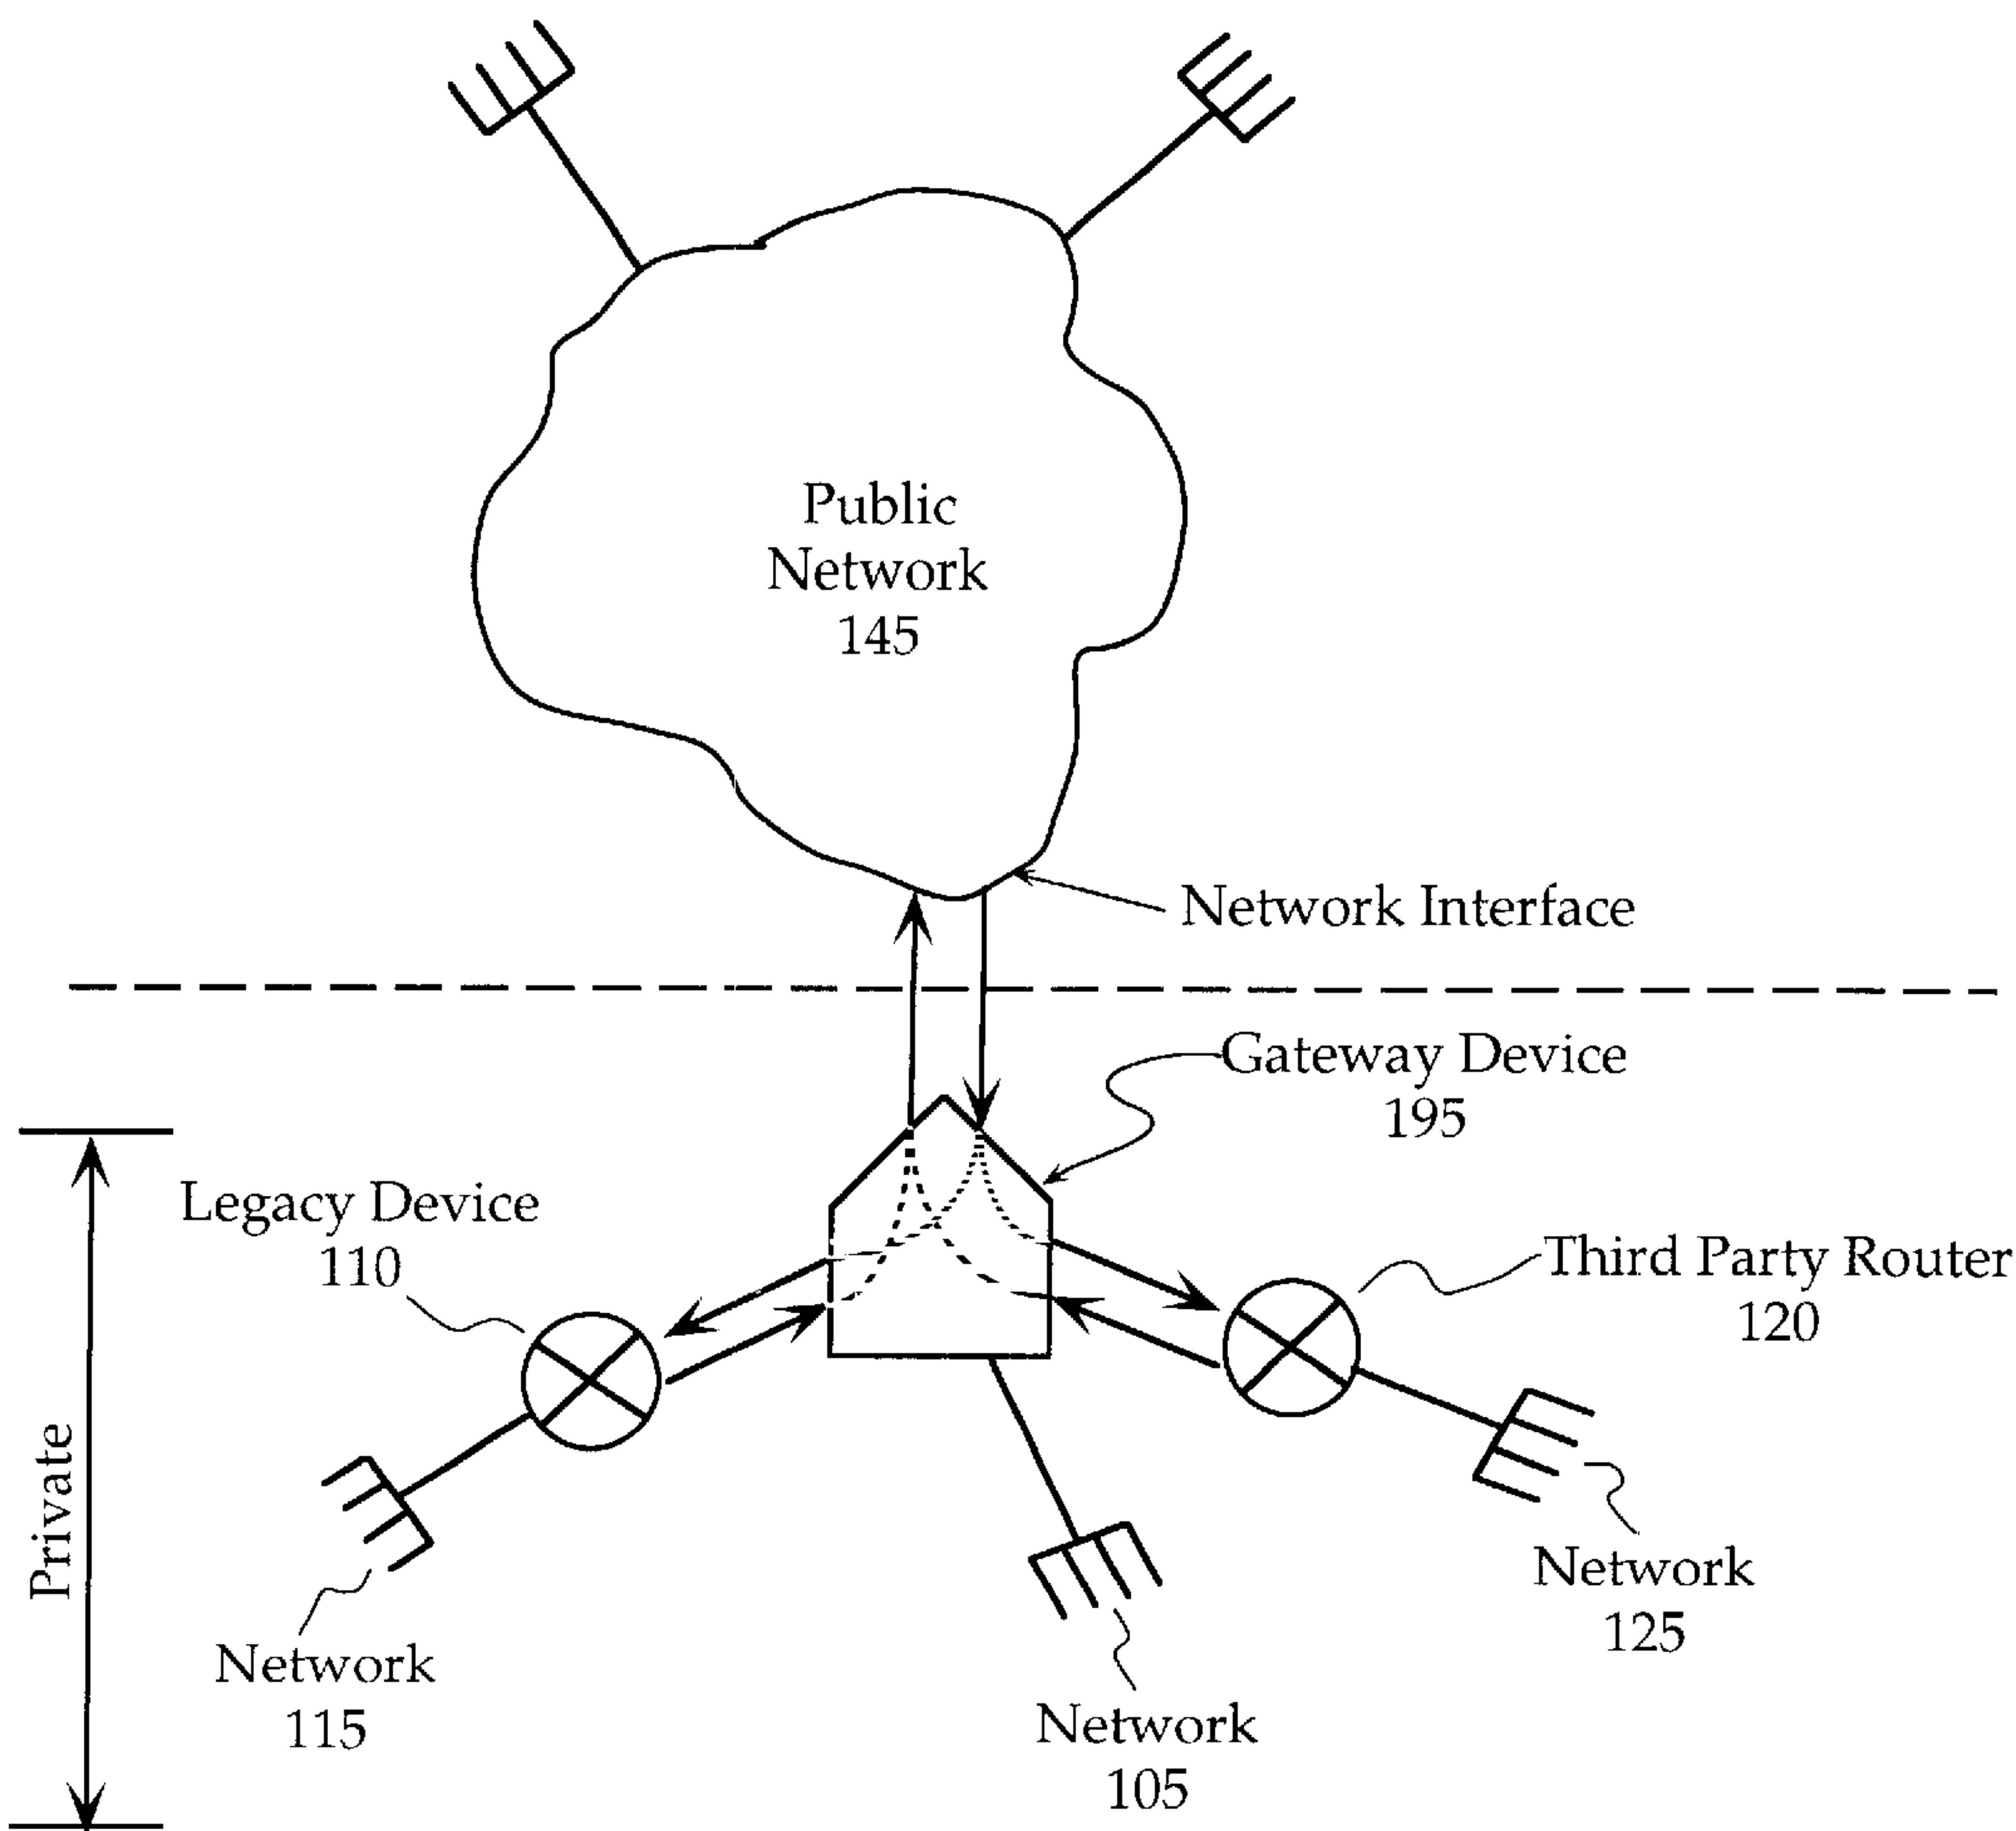 Public
Network
145
Network Interface
Gateway Device
195
Legacy Device
110
Third Party Router
120
Private
Network
125
Network
115
Network
105